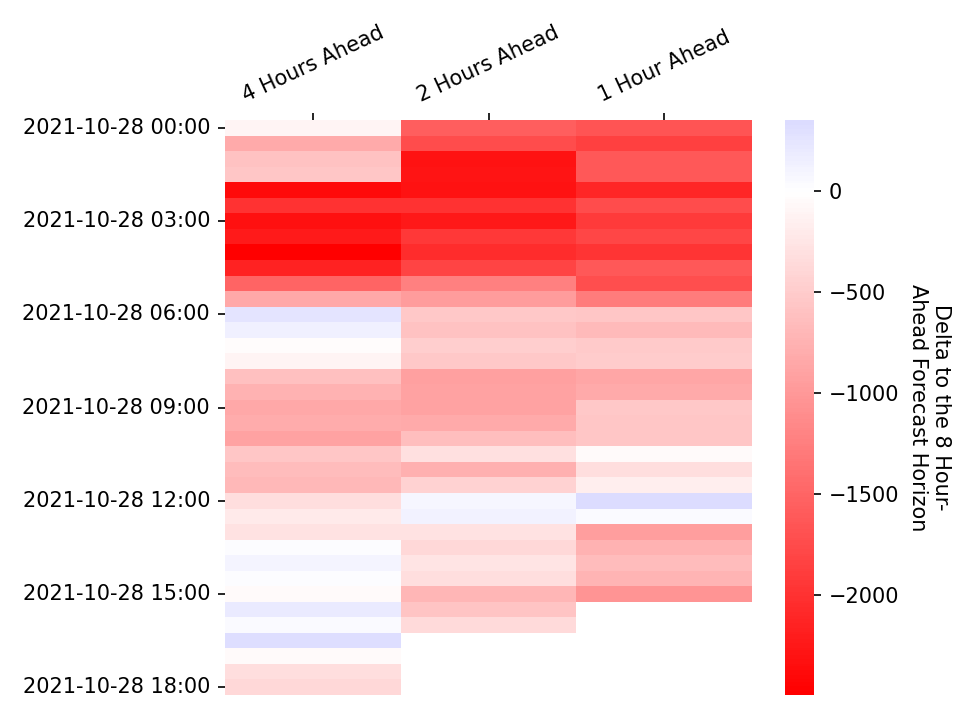 4 Hours Ahead
2 Hours Ahead
1 Hour Ahead
2021-10-28 00:00
2021-10-28 03:00
2021-10-28 06:00
2021-10-28 09:00
2021-10-28 12:00
2021-10-28 15:00
2021-10-28 18:00
0
−500
−1000
−1500
−2000
Delta to the 8 Hour-
Ahead Forecast Horizon